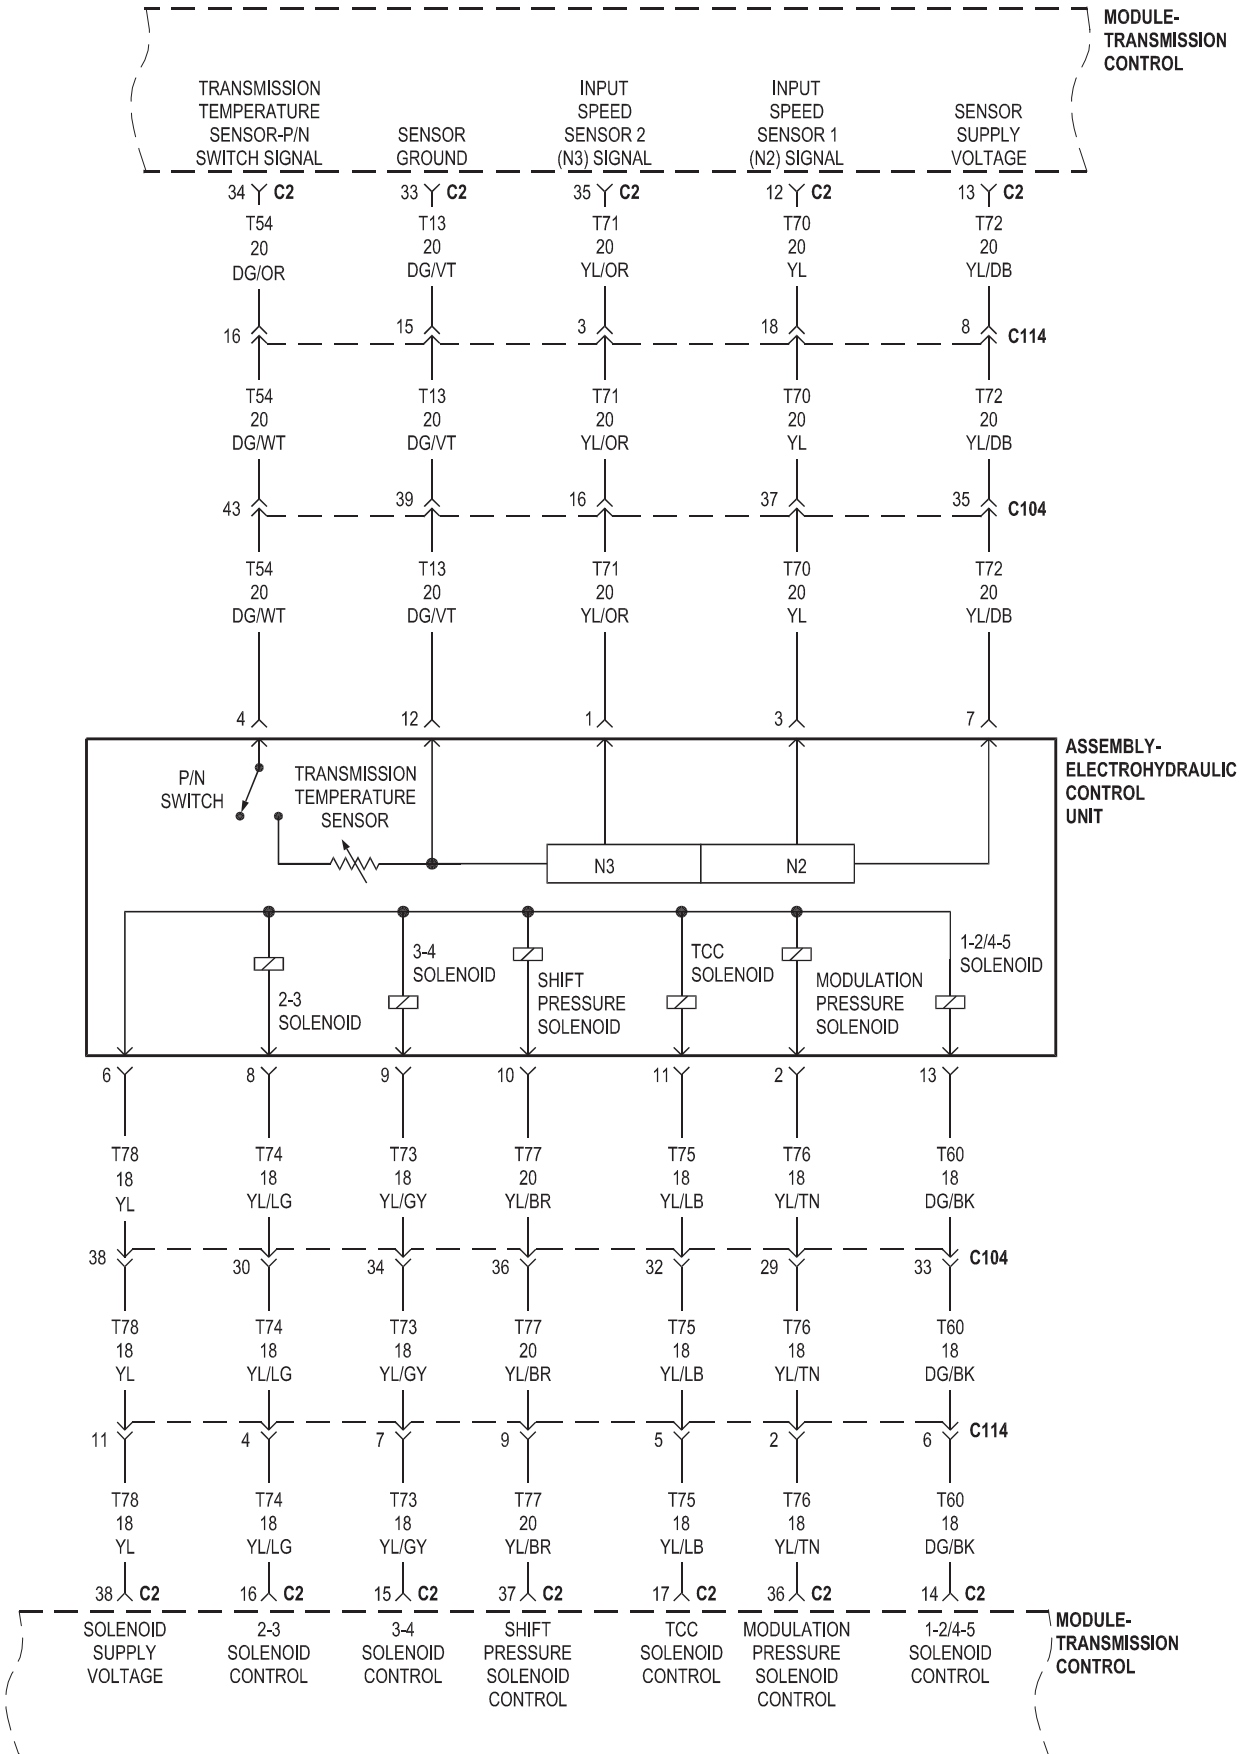 MODULE-
TRANSMISSION
CONTROL
TRANSMISSION
TEMPERATURE
SENSOR-P/N
SWITCH SIGNAL
SENSOR
GROUND
INPUT
SPEED
SENSOR 2
(N3) SIGNAL
INPUT
SPEED
SENSOR 1
(N2) SIGNAL
SENSOR
SUPPLY
VOLTAGE
34 C2 33 C2 35 C2 12 C2 13 C2
T54 T13 T71 T70 T72
20 20 20 20 20
DG/OR DG/VT YL/OR YL YL/DB
16 15 3 18 8 C114
T54 T13 T71 T70 T72
20 20 20 20 20
DG/WT DG/VT YL/OR YL YL/DB
43 39 16 37 35 C104
T54 T13 T71 T70 T72
20 20 20 20 20
DG/WT DG/VT YL/OR YL YL/DB
4 12 1 3 7
ASSEMBLY-
ELECTROHYDRAULIC
CONTROL
UNIT
P/N
SWITCH
TRANSMISSION
TEMPERATURE
SENSOR
N3 N2
2-3
SOLENOID
3-4
SOLENOID
SHIFT
PRESSURE
SOLENOID
TCC
SOLENOID
MODULATION
PRESSURE
SOLENOID
1-2/4-5
SOLENOID
6 8 9 10 11 2 13
T78 T74 T73 T77 T75 T76 T60
18 18 18 20 18 18 18
YL YL/LG YL/GY YL/BR YL/LB YL/TN DG/BK
38 30 34 36 32 29 33 C104
T78 T74 T73 T77 T75 T76 T60
18 18 18 20 18 18 18
YL YL/LG YL/GY YL/BR YL/LB YL/TN DG/BK
11 4 7 9 5 2 6 C114
T78 T74 T73 T77 T75 T76 T60
18 18 18 20 18 18 18
YL YL/LG YL/GY YL/BR YL/LB YL/TN DG/BK
38 C2 16 C2 15 C2 37 C2 17 C2 36 C2 14 C2
SOLENOID
SUPPLY
VOLTAGE
2-3
SOLENOID
CONTROL
3-4
SOLENOID
CONTROL
SHIFT
PRESSURE
SOLENOID
CONTROL
TCC
SOLENOID
CONTROL
MODULATION
PRESSURE
SOLENOID
CONTROL
1-2/4-5
SOLENOID
CONTROL
MODULE-
TRANSMISSION
CONTROL